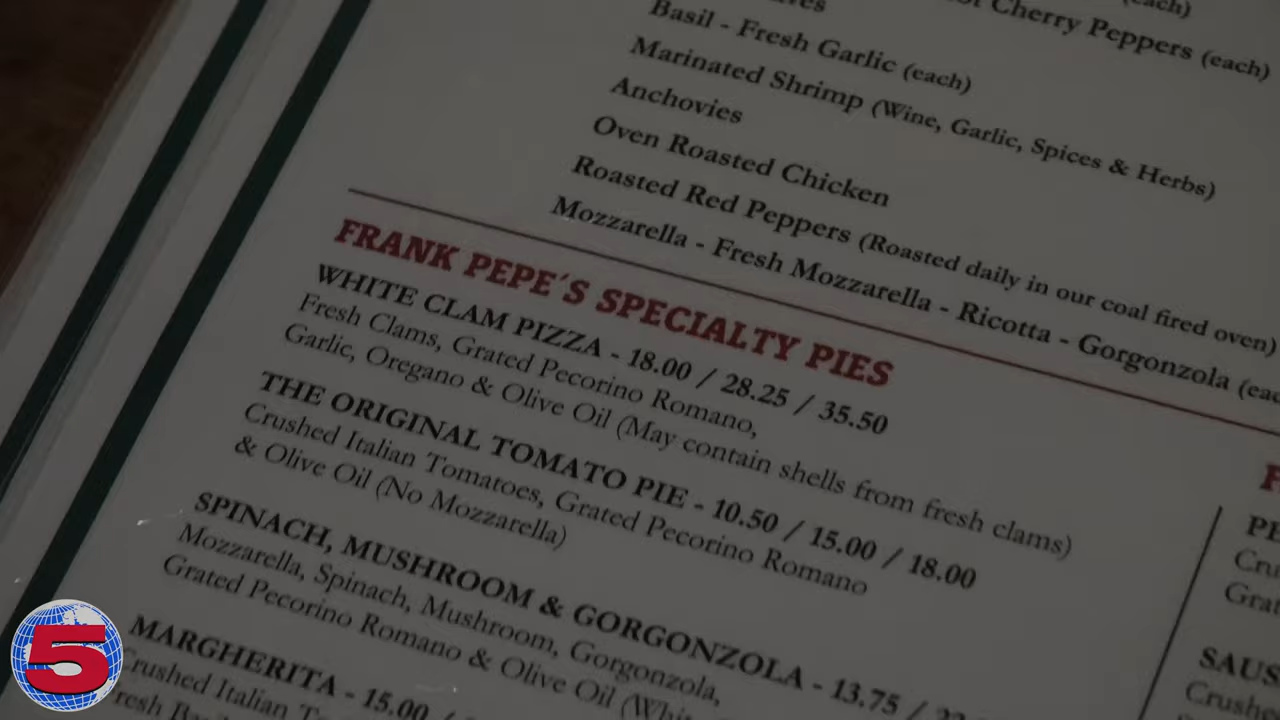 (each)
Cherry Peppers (each)
Basil - Fresh Garlic (each)
Marinated Shrimp (Wine, Garlic, Spices & Herbs)
Anchovies
Oven Roasted Chicken
Roasted Red Peppers (Roasted daily in our coal fired oven)
Mozzarella - Fresh Mozzarella - Ricotta - Gorgonzola
FRANK PEPE'S SPECIALTY PIES
WHITE CLAM PIZZA - 18.00 / 28.25 / 35.50
Fresh Clams, Grated Pecorino Romano,
Garlic, Oregano & Olive Oil (May contain shells from fresh clams)
THE ORIGINAL TOMATO PIE - 10.50 / 15.00 / 18.00
Crushed Italian Tomatoes, Grated Pecorino Romano
& Olive Oil (No Mozzarella)
SPINACH, MUSHROOM & GORGONZOLA - 13.75 /
Mozzarella, Spinach, Mushroom, Gorgonzola,
Grated Pecorino Romano & Olive Oil
MARGHERITA - 15.00
Crushed Italian
5